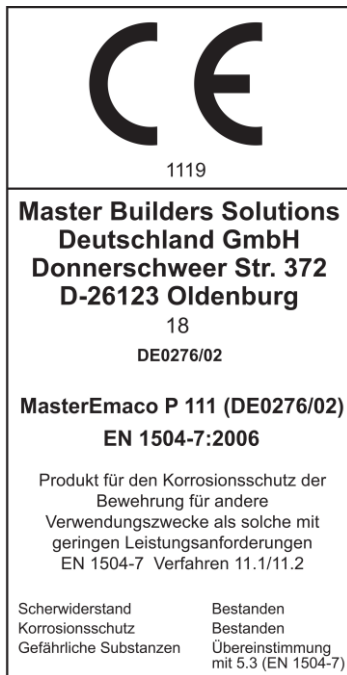 CE
1119
Master Builders Solutions
Deutschland GmbH
Donnerschweer Str. 372
D-26123 Oldenburg
18
DE0276/02
MasterEmaco P 111 (DE0276/02)
EN 1504-7:2006
Produkt für den Korrosionsschutz der
Bewehrung für andere
Verwendungszwecke als solche mit
geringen Leistungsanforderungen
EN 1504-7 Verfahren 11.1/11.2
Scherwiderstand Bestanden
Korrosionsschutz Bestanden
Gefährliche Substanzen Übereinstimmung
mit 5.3 (EN 1504-7)